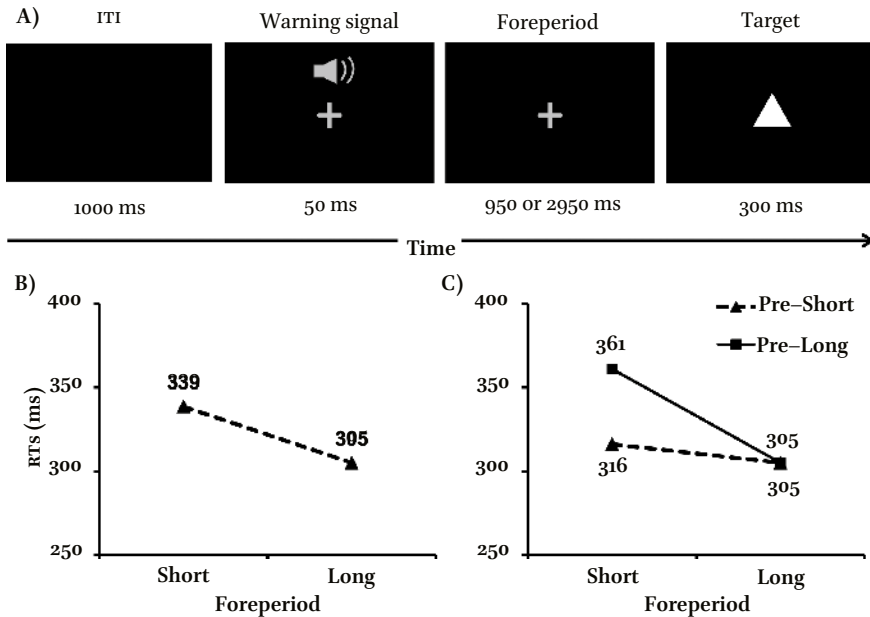 A) ITI Warning signal Foreperiod Target
1000 ms 50 ms 950 or 2950 ms 300 ms
Time
B)
400
350
300
250
RTs (ms)
339
305
Short Long
Foreperiod
C)
400
350
300
250
Pre–Short
Pre–Long
361
316
305
305
Short Long
Foreperiod